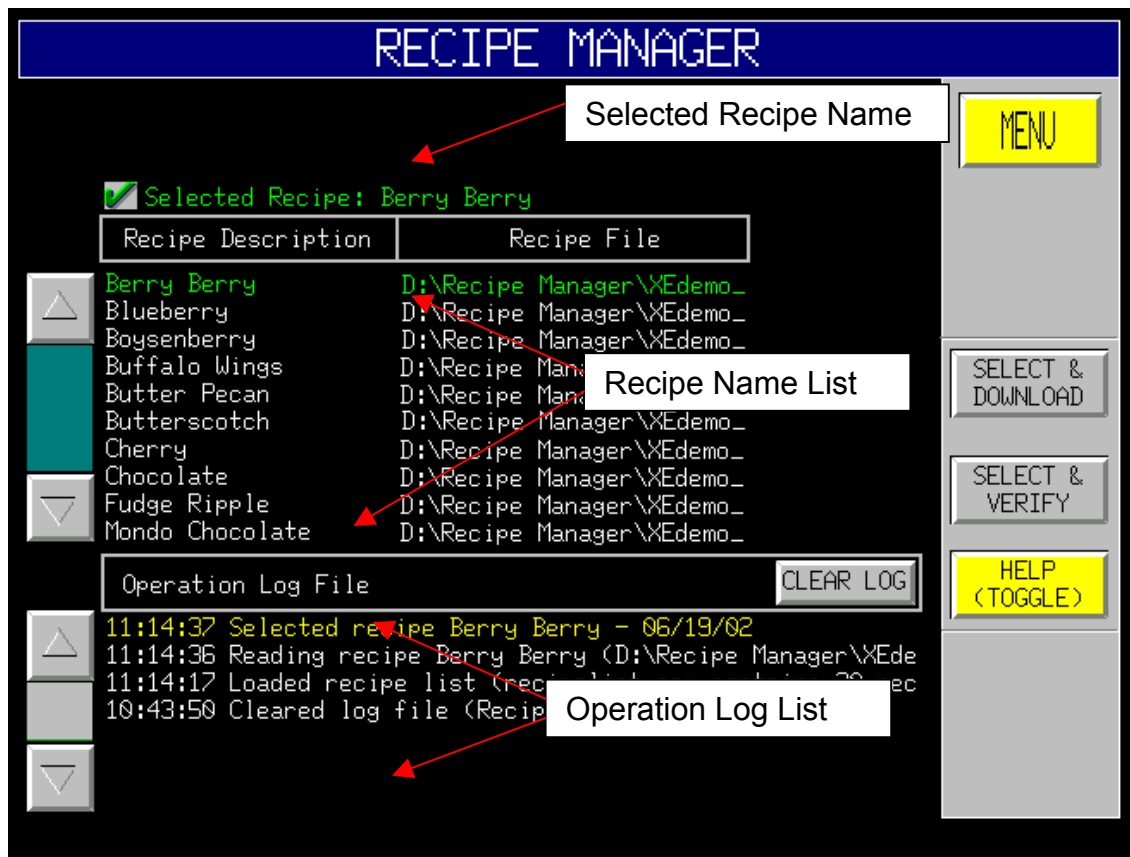 RECIPE MANAGER
Selected Recipe Name
MENU
Selected Recipe: Berry Berry
Recipe Description Recipe File
Berry Berry D:\Recipe Manager\XEdemo_
Blueberry D:\Recipe Manager\XEdemo_
Boysenberry D:\Recipe Manager\XEdemo_
Buffalo Wings D:\Recipe
Butter Pecan D:\Recipe
Butterscotch D:\Recipe Manager\XEdemo_
Cherry D:\Recipe Manager\XEdemo_
Chocolate D:\Recipe Manager\XEdemo_
Fudge Ripple D:\Recipe Manager\XEdemo_
Mondo Chocolate D:\Recipe Manager\XEdemo_
Recipe Name List
SELECT &
DOWNLOAD
SELECT &
VERIFY
HELP
(TOGGLE)
Operation Log File CLEAR LOG
11:14:37 Selected recipe Berry Berry - 06/19/02
11:14:36 Reading recipe Berry Berry (D:\Recipe Manager\XEde
11:14:17 Loaded recipe list
10:43:50 Cleared log file (Recip
Operation Log List